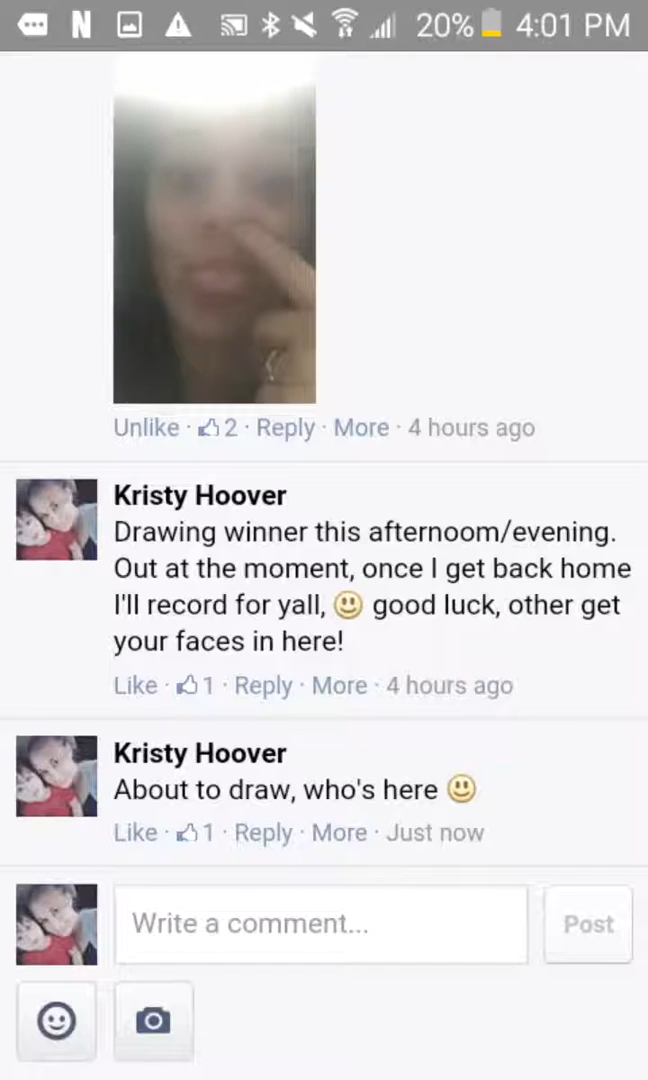 N 20% 4:01 PM
Unlike · 2 · Reply · More · 4 hours ago
Kristy Hoover
Drawing winner this afternoom/evening.
Out at the moment, once I get back home
I'll record for yall, 😃 good luck, other get
your faces in here!
Like · 1 · Reply · More · 4 hours ago
Kristy Hoover
About to draw, who's here 😃
Like · 1 · Reply · More · Just now
Write a comment... Post